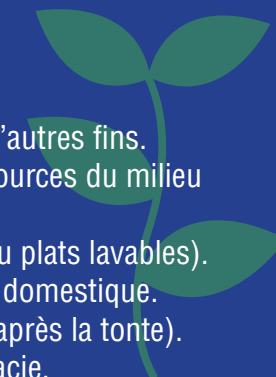 ’autres fins.
ources du milieu
u plats lavables).
domestique.
après la tonte).
acie.